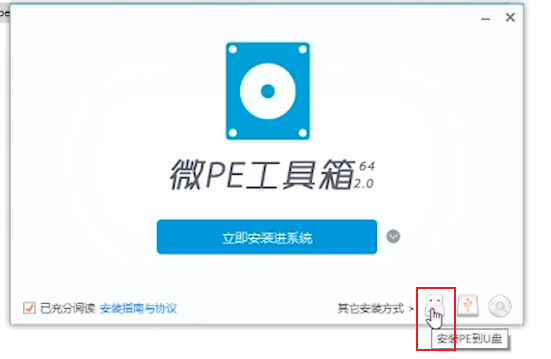 pe
微PE工具箱 64
2.0
立即安装进系统
已充分阅读 安装指南与协议
其它安装方式 >
安装PE到U盘